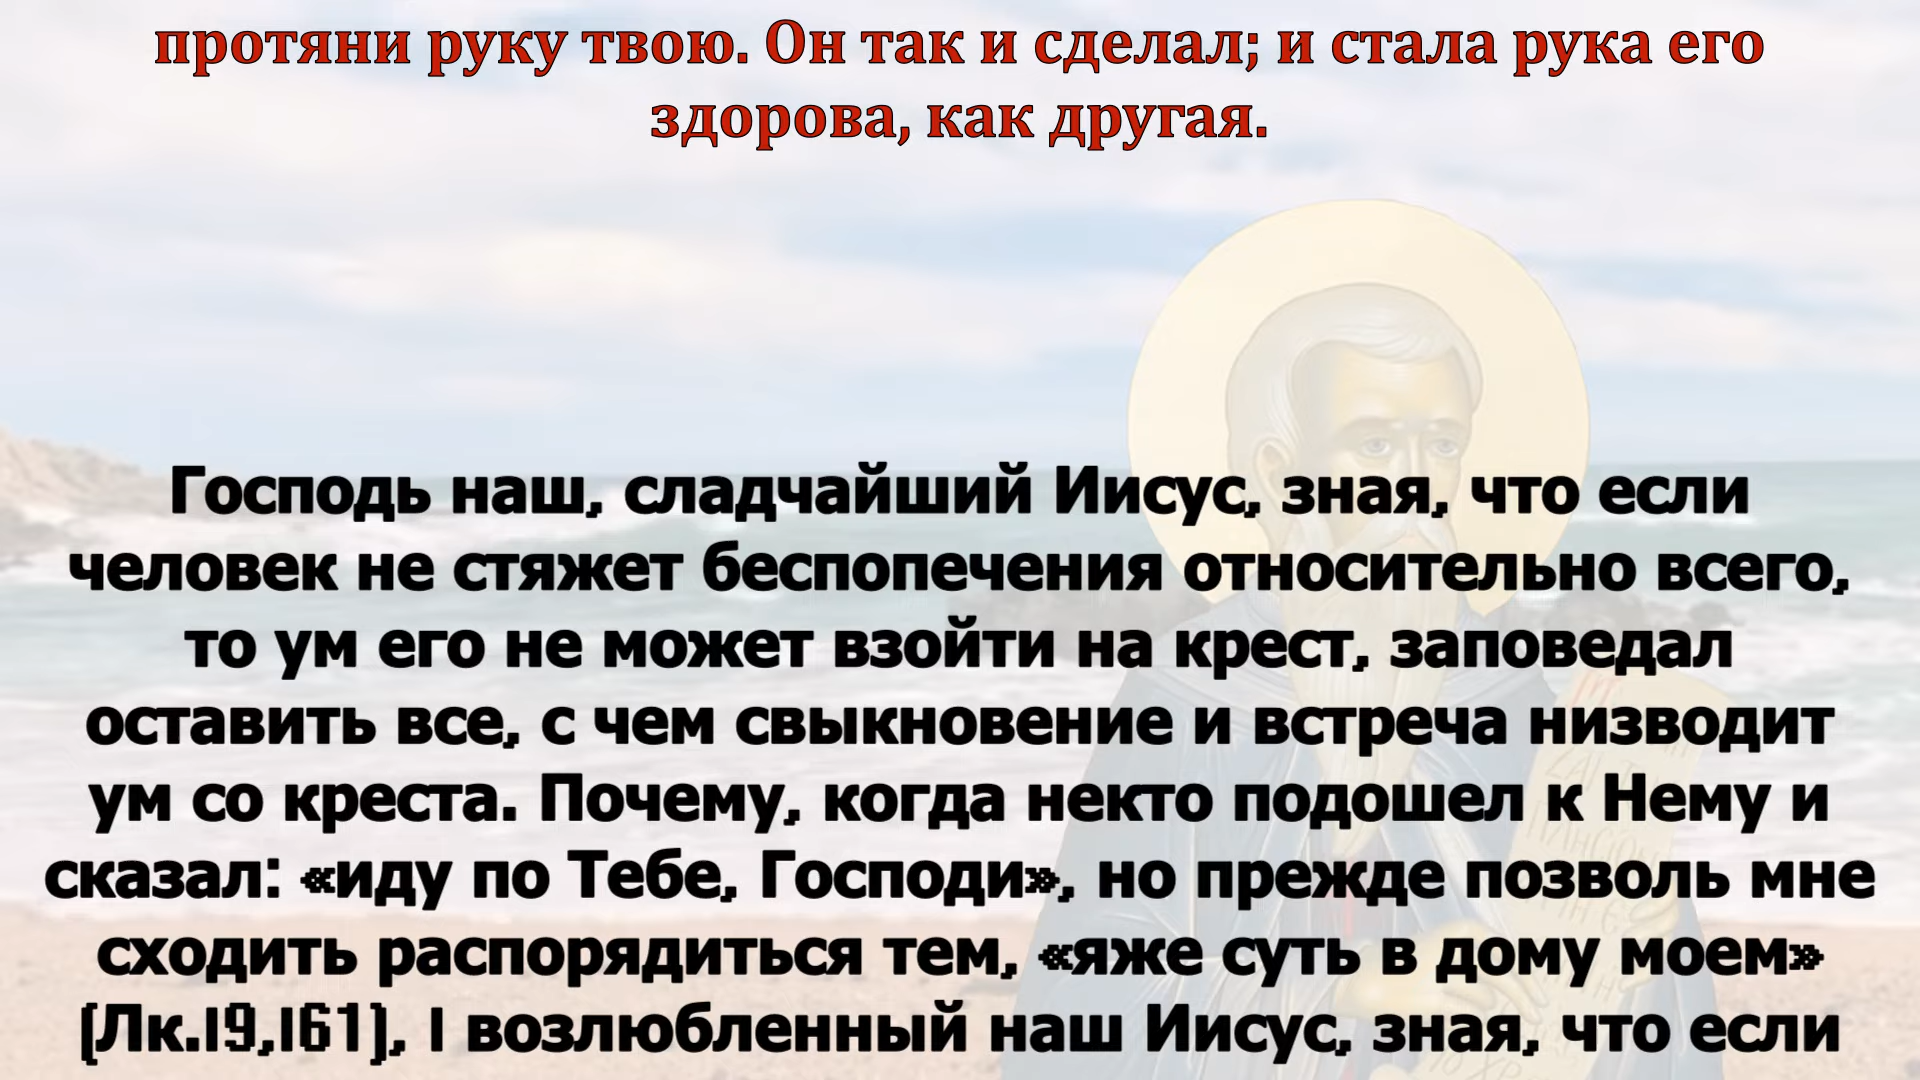 протяни руку твою. Он так и сделал; и стала рука его
здорова, как другая.
Господь наш, сладчайший Иисус, зная, что если
человек не стяжет беспопечения относительно всего,
то ум его не может взойти на крест, заповедал
оставить все, с чем свыкновение и встреча низводит
ум со креста. Почему, когда некто подошел к Нему и
сказал: «иду по Тебе, Господи», но прежде позволь мне
сходить распорядиться тем, «яже суть в дому моем»
(Лк.I9,I61), I возлюбленный наш Иисус, зная, что если